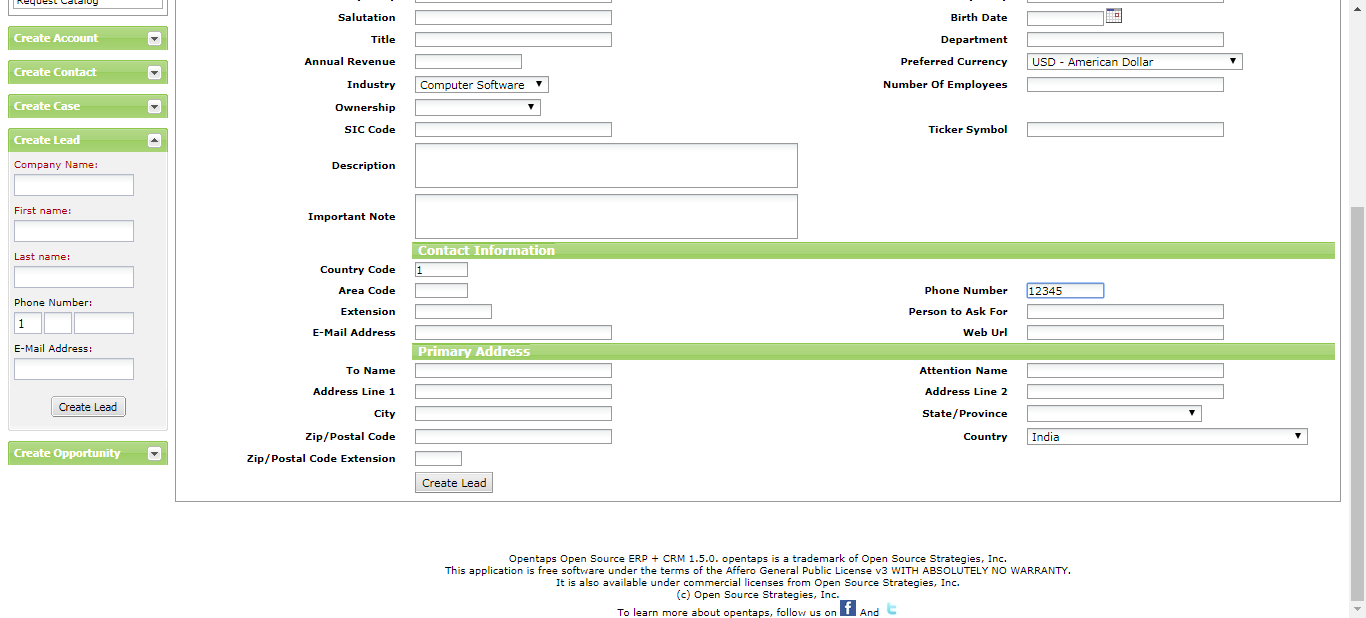 Request Catalog
Create Account
Create Contact
Create Case
Create Lead
Company Name:
First name:
Last name:
Phone Number:
1
E-Mail Address:
Create Lead
Create Opportunity
Salutation Birth Date
Title Department
Annual Revenue Preferred Currency USD - American Dollar
Industry Computer Software Number Of Employees
Ownership
SIC Code Ticker Symbol
Description
Important Note
Contact Information
Country Code 1
Area Code Phone Number 12345
Extension Person to Ask For
E-Mail Address Web Url
Primary Address
To Name Attention Name
Address Line 1 Address Line 2
City State/Province
Zip/Postal Code Country India
Zip/Postal Code Extension
Create Lead
Opentaps Open Source ERP + CRM 1.5.0. opentaps is a trademark of Open Source Strategies, Inc.
This application is free software under the terms of the Affero General Public License v3 WITH ABSOLUTELY NO WARRANTY.
It is also available under commercial licenses from Open Source Strategies, Inc.
(c) Open Source Strategies, Inc.
To learn more about opentaps, follow us on f And t